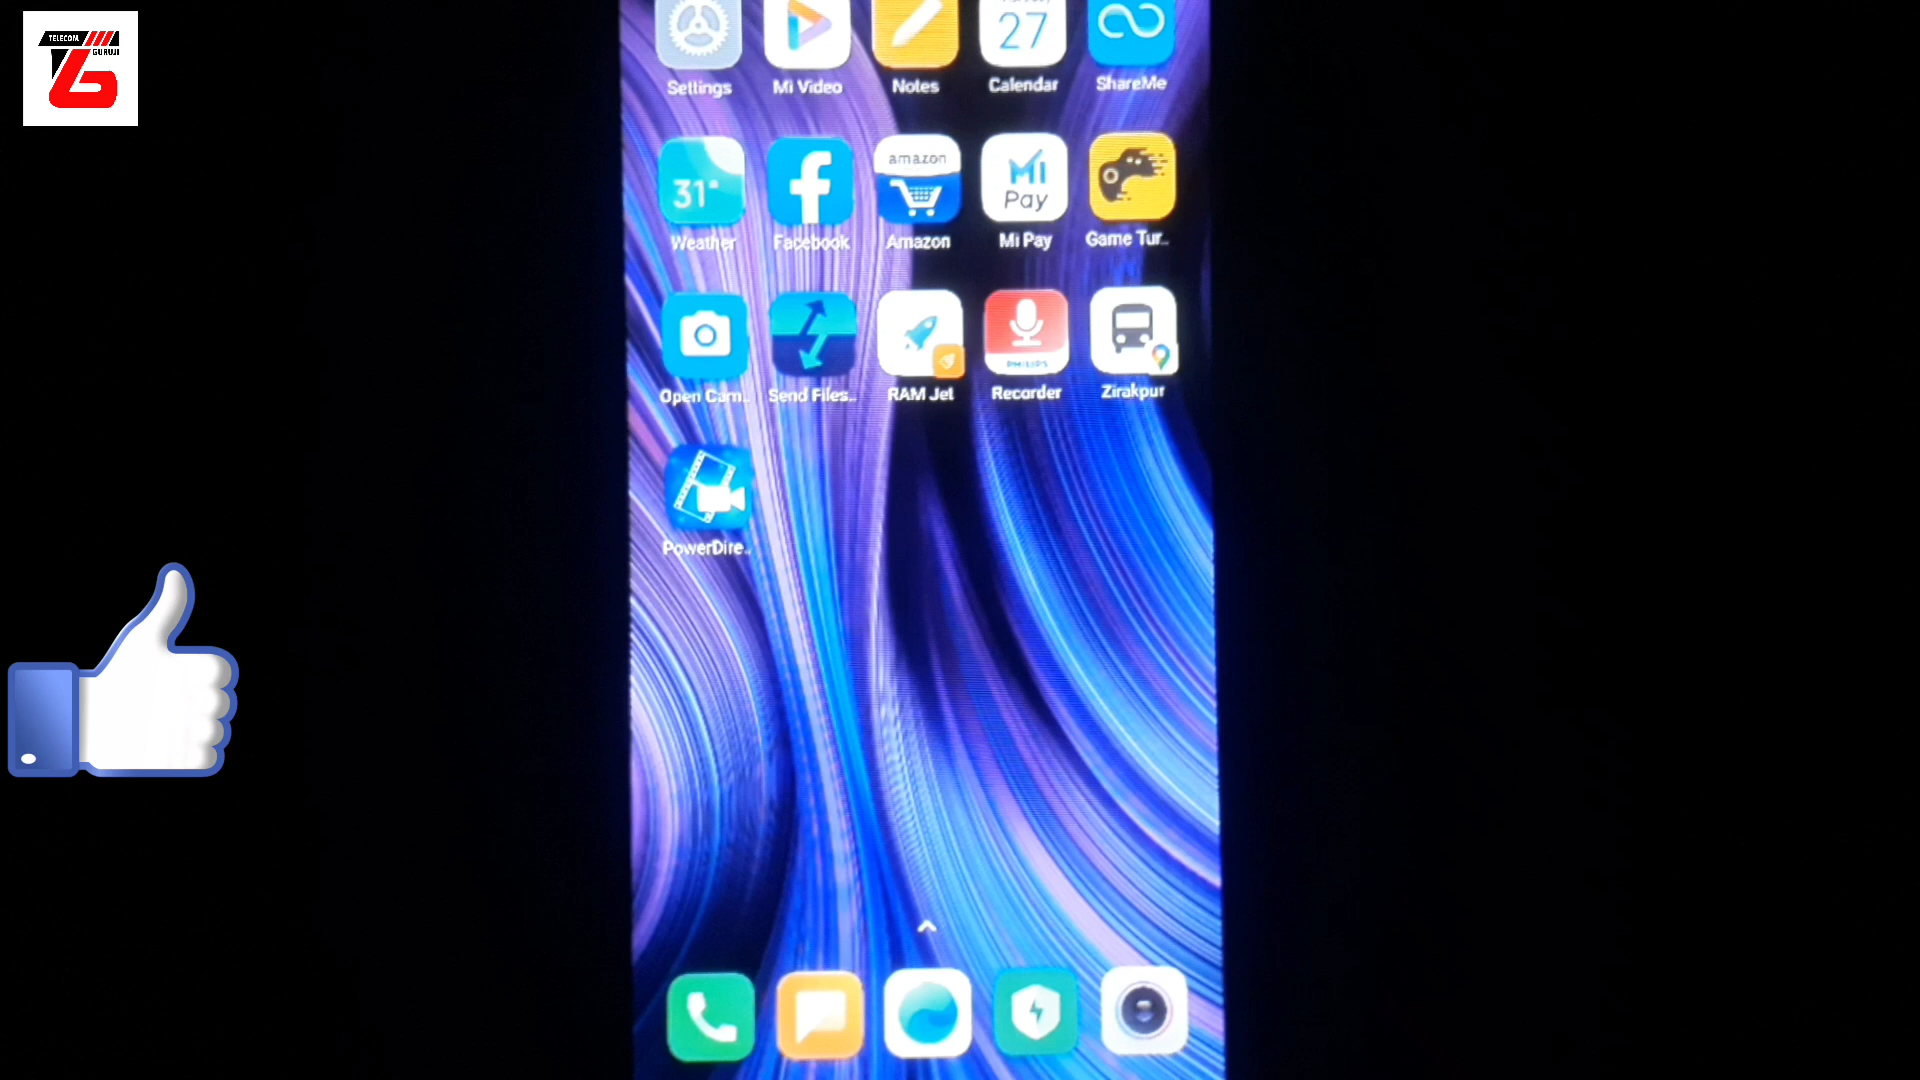 TELECOM
GURUJI
27
Settings
Mi Video
Notes
Calendar
ShareMe
31°
amazon
Mi
Pay
Weather
Facebook
Amazon
Mi Pay
Game Tur..
PHILIPS
Open Cam..
Send Files..
RAM Jet
Recorder
Zirakpur
PowerDire..